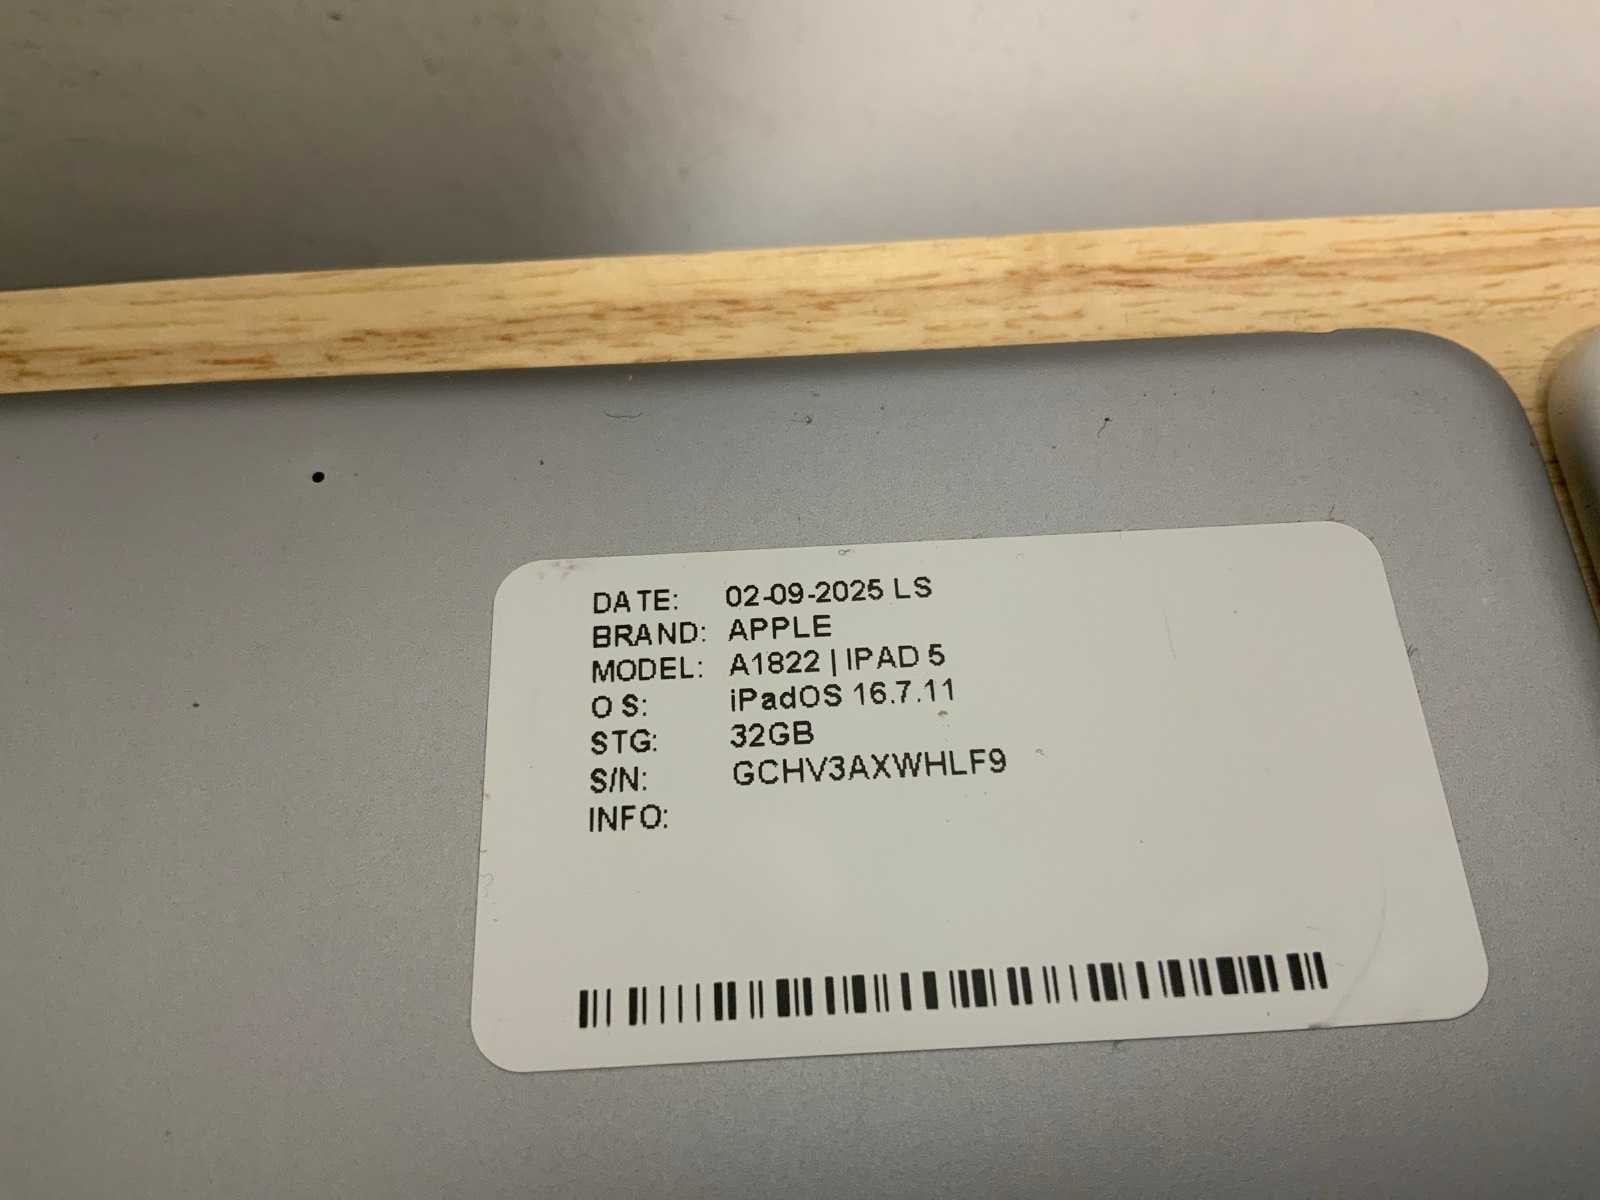 DATE: 02-09-2025 LS
BRAND: APPLE
MODEL: A1822 | IPAD 5
OS: iPadOS 16.7.11
STG: 32GB
S/N: GCHV3AXWHLF9
INFO: